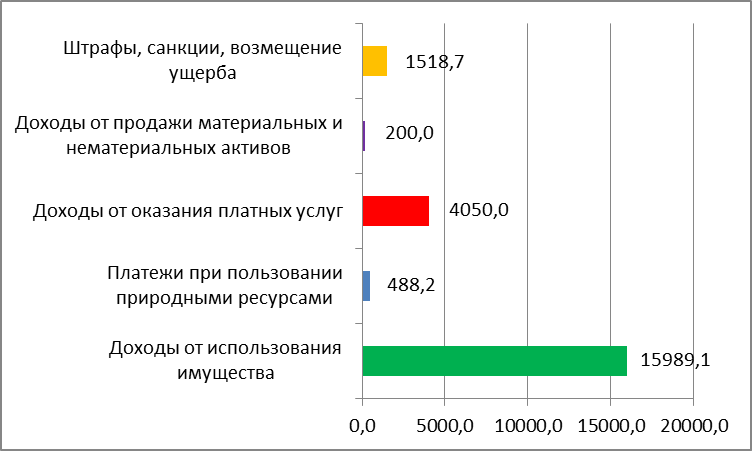 Штрафы, санкции, возмещение
ущерба
1518,7
Доходы от продажи материальных и
нематериальных активов
200,0
Доходы от оказания платных услуг
4050,0
Платежи при пользовании
природными ресурсами
488,2
Доходы от использования
имущества
15989,1
0,0 5000,0 10000,0 15000,0 20000,0